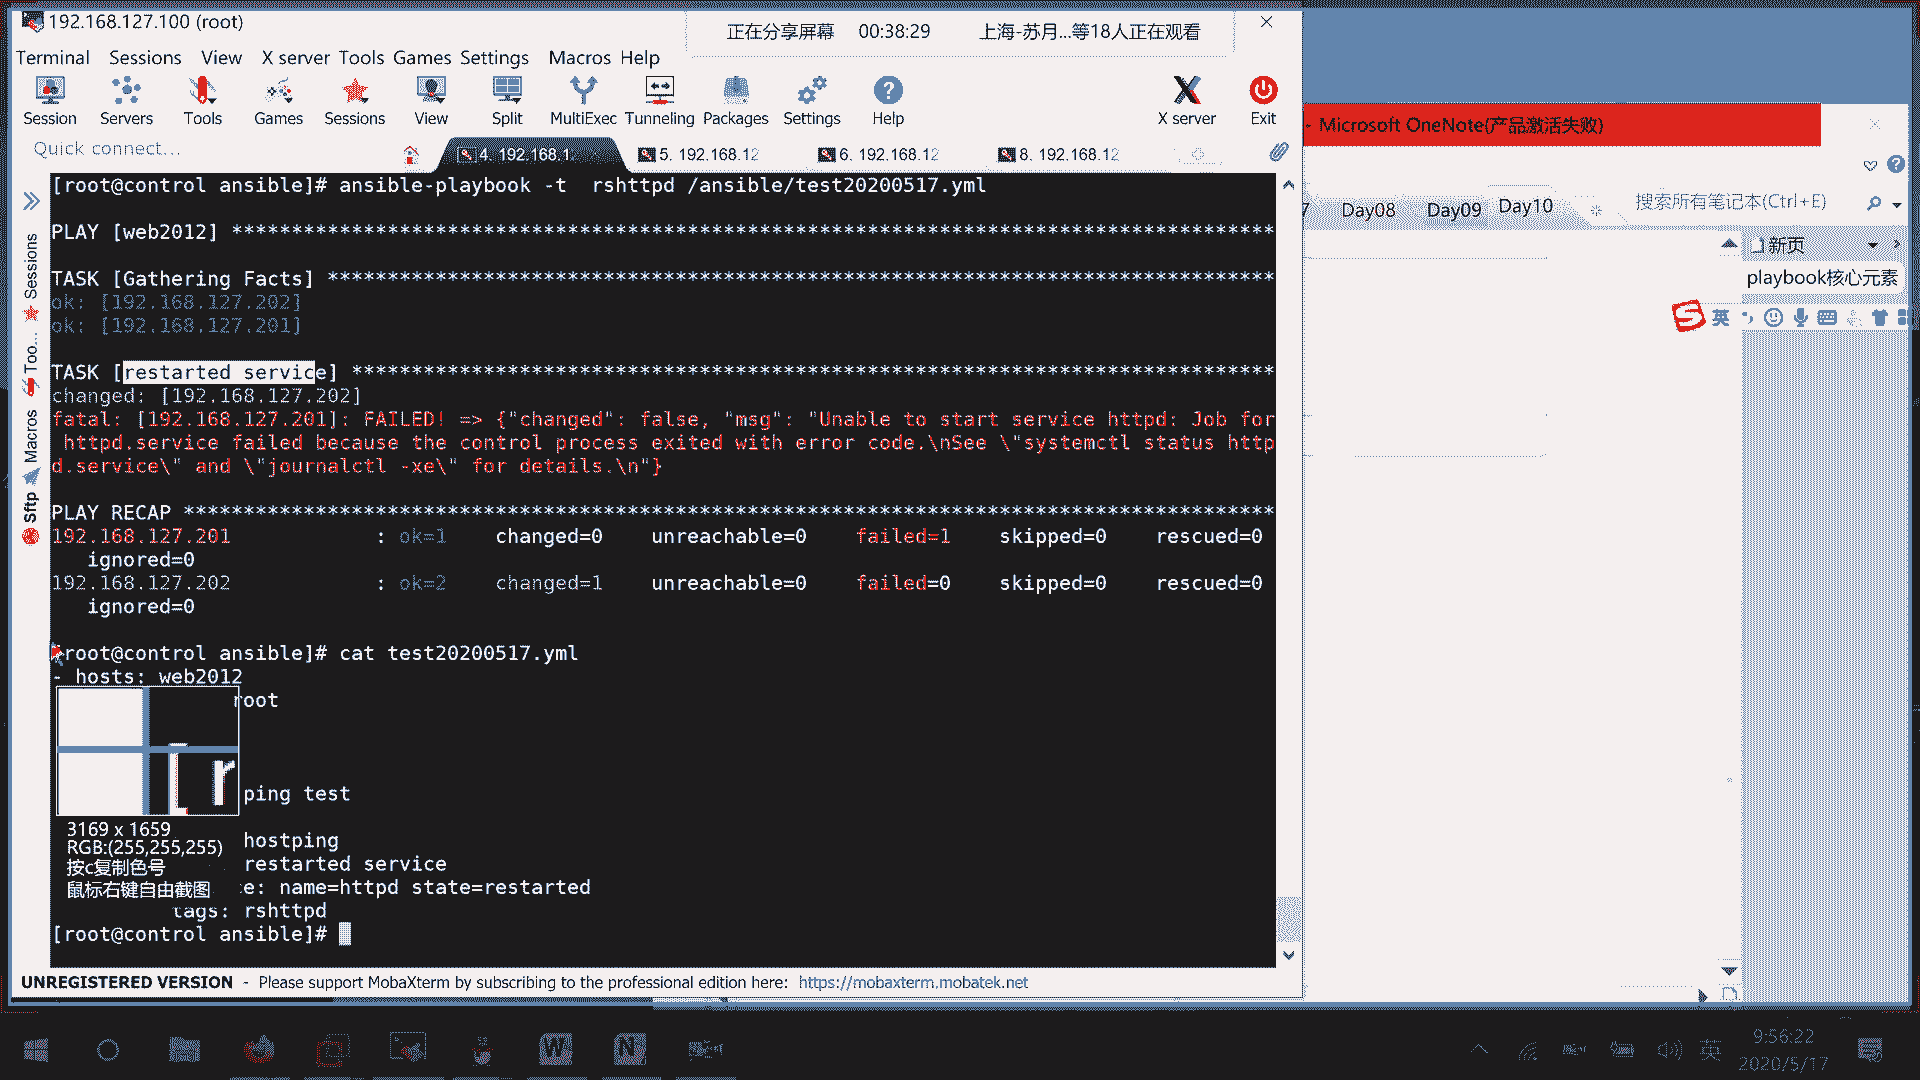 192.168.127.100 (root)
正在分享屏幕 00:38:29 上海-苏月...等18人正在观看
Terminal Sessions View X server Tools Games Settings Macros Help
Session Servers Tools Games Sessions View Split MultiExec Tunneling Packages Settings Help X server Exit
- Microsoft OneNote(产品激活失败)
Quick connect...
4. 192.168.1 5. 192.168.12 6. 192.168.12 8. 192.168.12
7 Day08 Day09 Day10
搜索所有笔记本(Ctrl+E)
新页
playbook核心元素
英
Sessions
Too...
Macros
Sftp
[root@control ansible]# ansible-playbook -t  rshttpd /ansible/test20200517.yml
PLAY [web2012] ****************************************************************************************
TASK [Gathering Facts] ********************************************************************************
ok: [192.168.127.202]
ok: [192.168.127.201]
TASK [restarted service] ******************************************************************************
changed: [192.168.127.202]
fatal: [192.168.127.201]: FAILED! => {"changed": false, "msg": "Unable to start service httpd: Job for
httpd.service failed because the control process exited with error code.\nSee \"systemctl status http
d.service\" and \"journalctl -xe\" for details.\n"}
PLAY RECAP ********************************************************************************************
192.168.127.201 : ok=1 changed=0 unreachable=0 failed=1 skipped=0 rescued=0
ignored=0
192.168.127.202 : ok=2 changed=1 unreachable=0 failed=0 skipped=0 rescued=0
ignored=0
[root@control ansible]# cat test20200517.yml
- hosts: web2012
root
[ r
ping test
3169 x 1659
RGB:(255,255,255)
按c复制色号
鼠标右键自由截图
hostping
restarted service
e: name=httpd state=restarted
tags: rshttpd
[root@control ansible]#
UNREGISTERED VERSION - Please support MobaXterm by subscribing to the professional edition here: https://mobaxterm.mobatek.net
英
9:56:22
2020/5/17